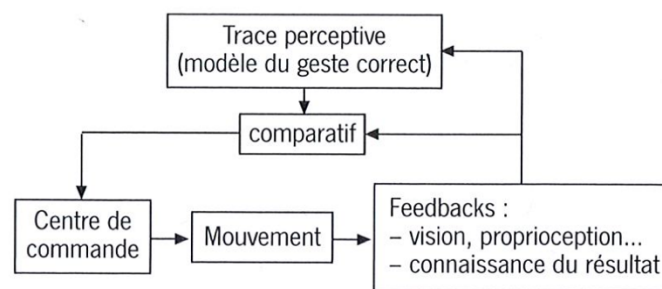 Trace perceptive
(modèle du geste correct)
comparatif
Centre de
commande
Mouvement
Feedbacks :
– vision, proprioception...
– connaissance du résultat